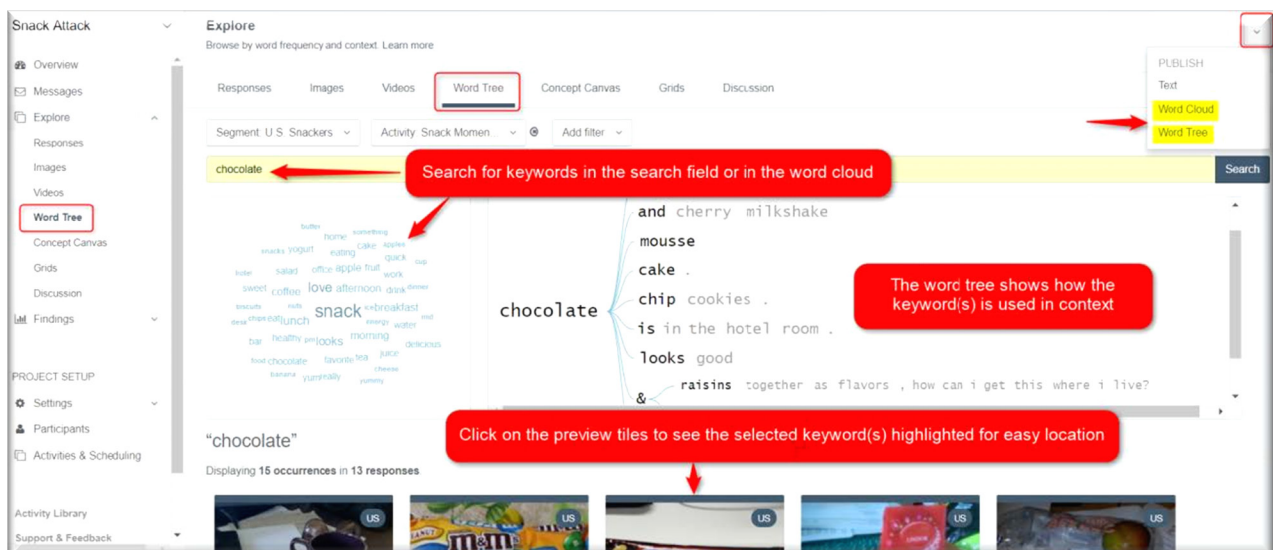 Snack Attack
Overview
Messages
Explore
Responses
Images
Videos
Word Tree
Concept Canvas
Grids
Discussion
Findings
PROJECT SETUP
Settings
Participants
Activities & Scheduling
Activity Library
Support & Feedback
Explore
Browse by word frequency and context. Learn more
Responses Images Videos Word Tree Concept Canvas Grids Discussion
PUBLISH
Text
Word Cloud
Word Tree
Segment: U.S. Snackers
Activity: Snack Momen...
Add filter
chocolate
Search
Search for keywords in the search field or in the word cloud
butter
home something
snacks yogurt eating cake apples
quick cup
hotel salad office apple fruit work
sweet coffee love afternoon drink dinner
biscuits nuts snack breakfast
chips eat lunch energy water
bar healthy looks morning delicious
food chocolate favorite tea juice
banana yum really cheese
yummy
chocolate
and cherry milkshake
mousse
cake .
chip cookies .
is in the hotel room .
looks good
& raisins together as flavors , how can i get this where i live?
The word tree shows how the
keyword(s) is used in context
Click on the preview tiles to see the selected keyword(s) highlighted for easy location
“chocolate”
Displaying 15 occurrences in 13 responses
US
US
US
US
US
PEANUT
m&m's
LONDON